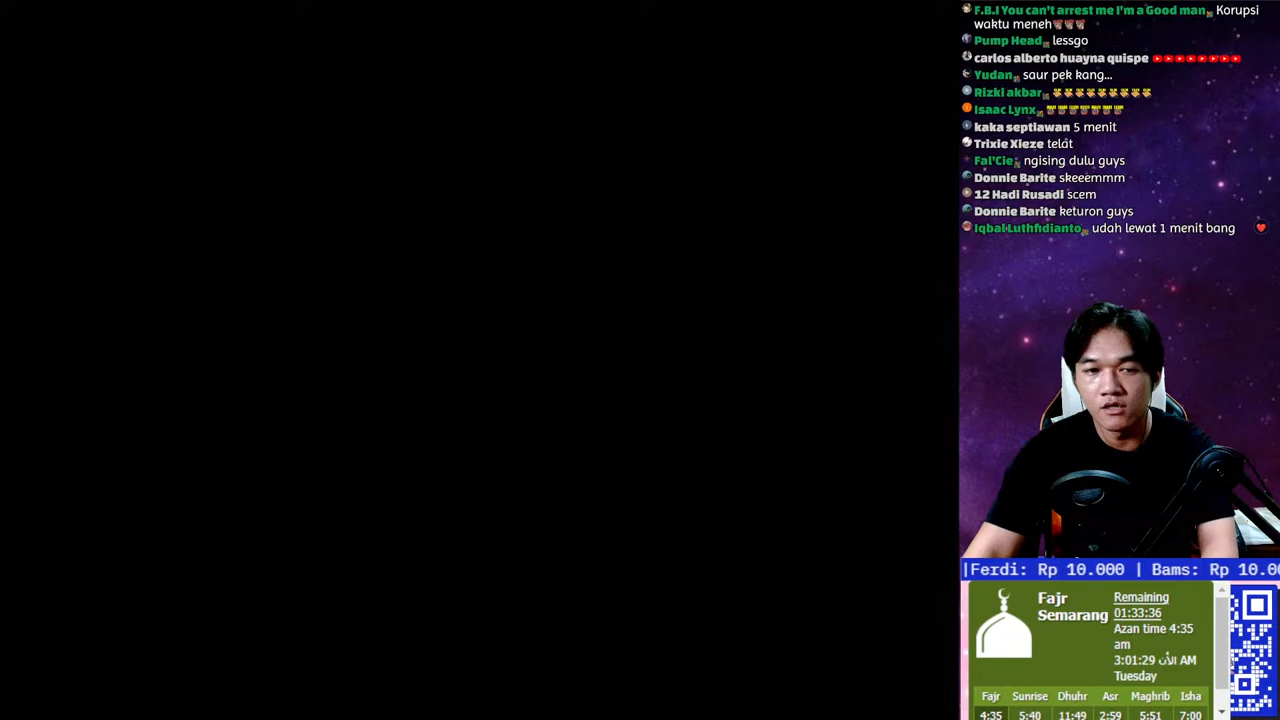 F.B.I You can't arrest me I'm a Good man Korupsi
waktu meneh
Pump Head lessgo
carlos alberto huayna quispe
Yudan saur pek kang...
Rizki akbar
Isaac Lynx
kaka septiawan 5 menit
Trixie Xieze telat
Fal'Cie ngising dulu guys
Donnie Barite skeeemmm
12 Hadi Rusadi scem
Donnie Barite keturon guys
Iqbal Luthfidianto udah lewat 1 menit bang
|Ferdi: Rp 10.000 | Bams: Rp 10.00
Fajr
Semarang
Remaining
01:33:36
Azan time 4:35
am
3:01:29 الآن AM
Tuesday
Fajr Sunrise Dhuhr Asr Maghrib Isha
4:35 5:40 11:49 2:59 5:51 7:00